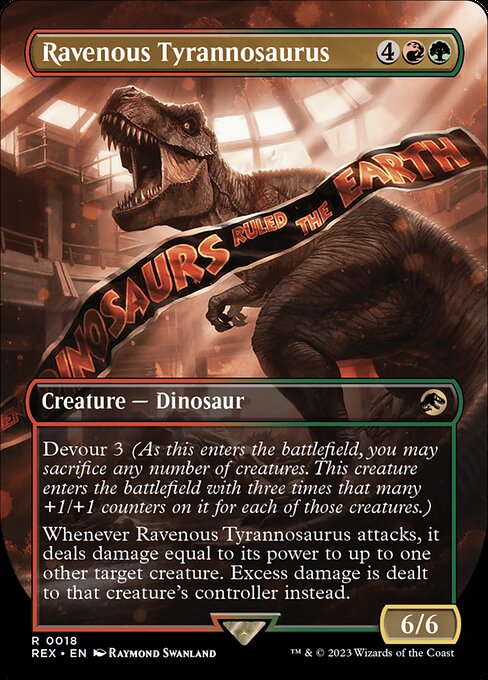 Ravenous Tyrannosaurus 4
DINOSAURS RULED THE EARTH
Creature — Dinosaur
Devour 3 (As this enters the battlefield, you may
sacrifice any number of creatures. This creature
enters the battlefield with three times that many
+1/+1 counters on it for each of those creatures.)
Whenever Ravenous Tyrannosaurus attacks, it
deals damage equal to its power to up to one
other target creature. Excess damage is dealt
to that creature's controller instead.
6/6
R 0018
REX • EN RAYMOND SWANLAND
™ & © 2023 Wizards of the Coast